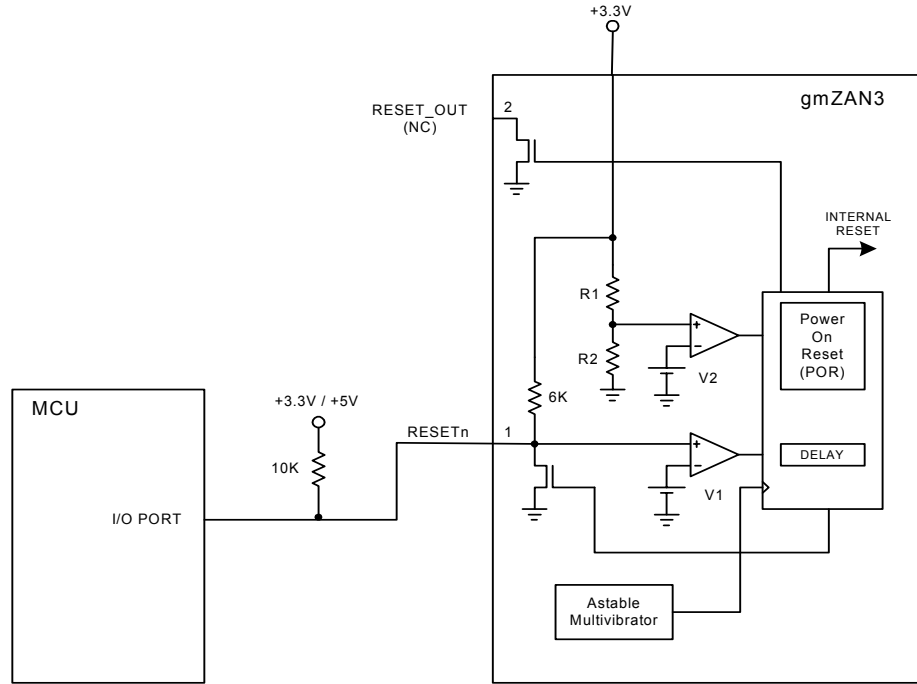 +3.3V
gmZAN3
RESET_OUT
(NC)
2
INTERNAL
RESET
R1
Power
On
Reset
(POR)
+
–
R2
V2
MCU
+3.3V / +5V
6K
RESETn
1
10K
+
–
DELAY
V1
I/O PORT
Astable
Multivibrator